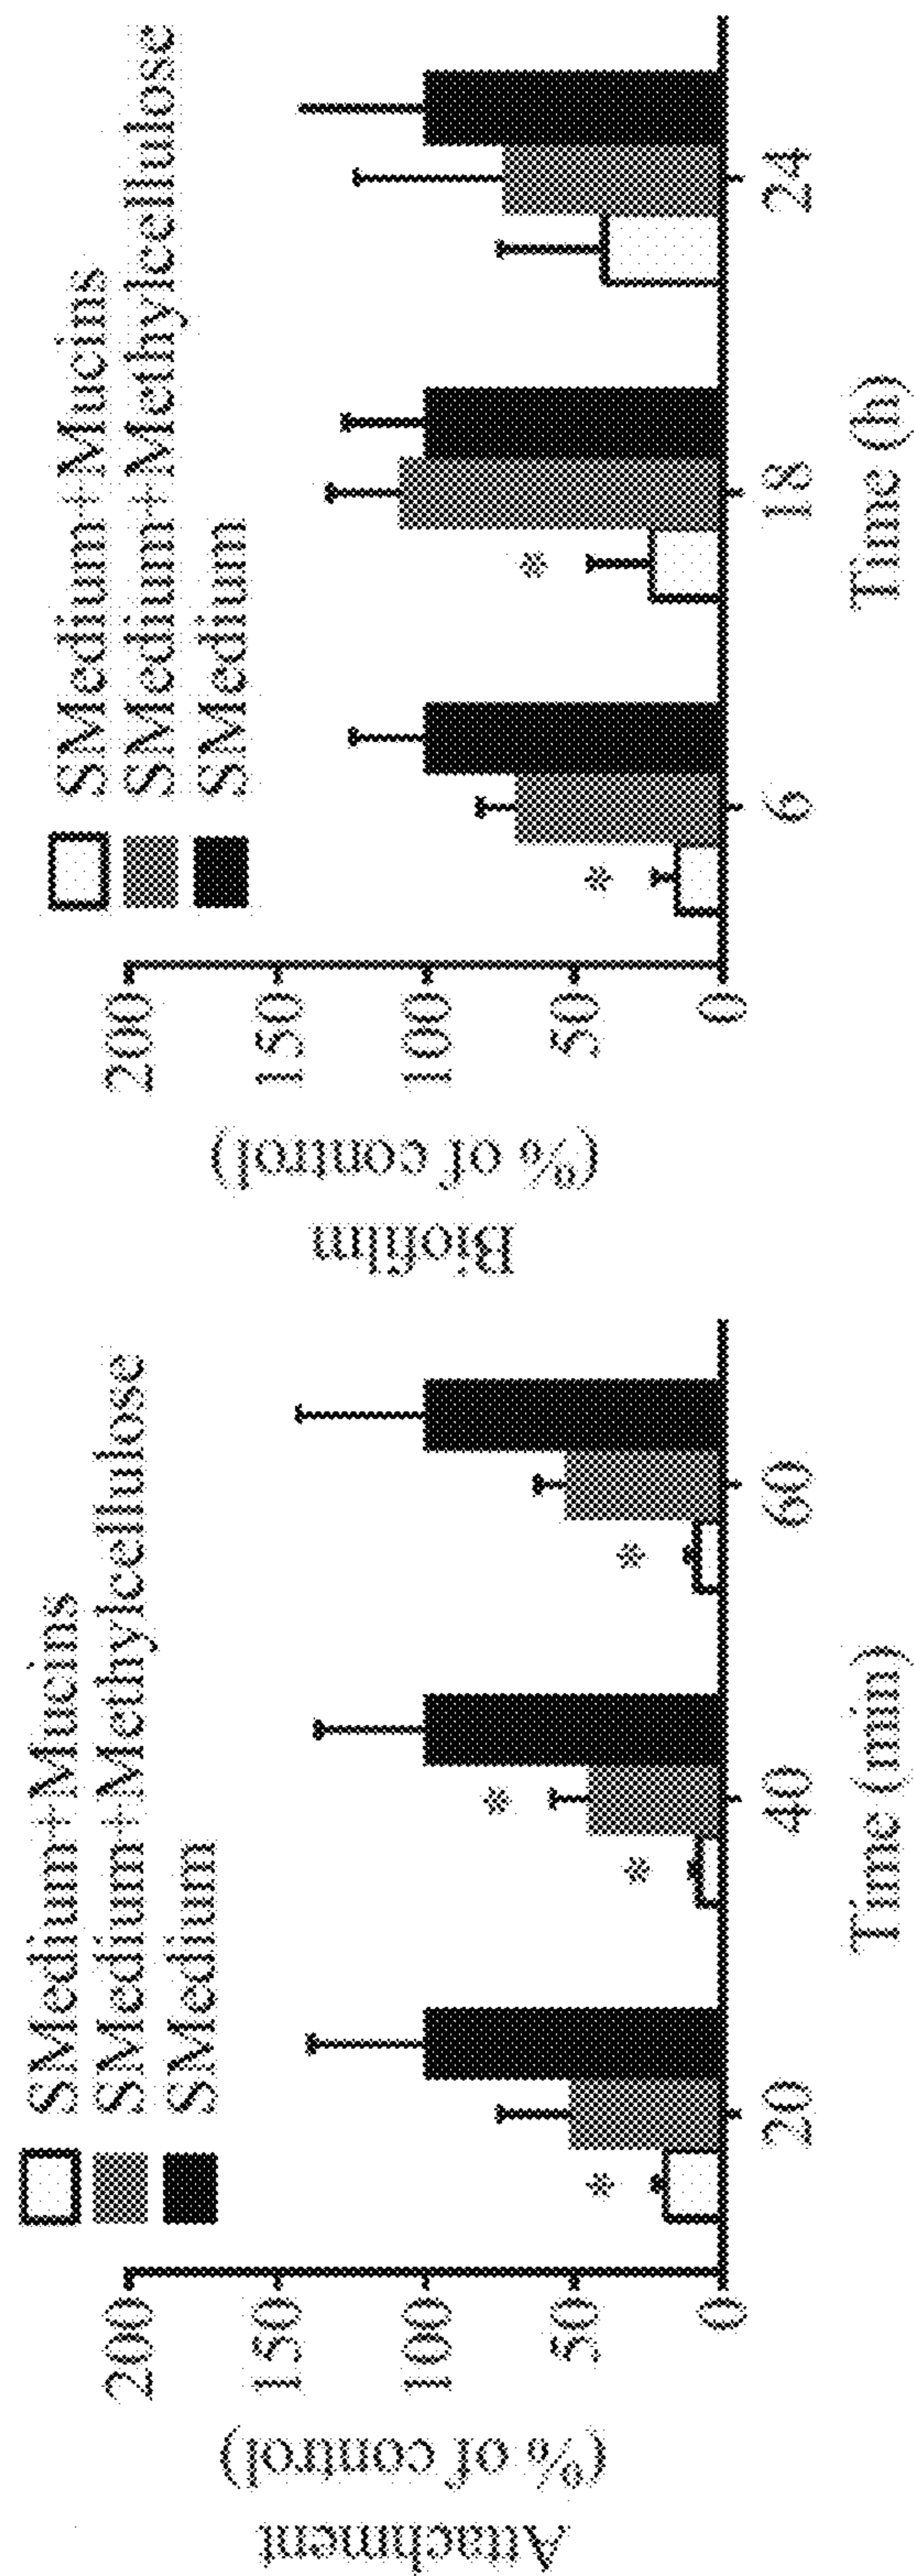 SMedium+Mucins
SMedium+Methylcellulose
SMedium
Attachment
(% of control)
200
150
100
50
0
*
*
*
*
20
40
60
Time (min)
SMedium+Mucins
SMedium+Methylcellulose
SMedium
Biofilm
(% of control)
200
150
100
50
0
*
*
6
18
24
Time (h)